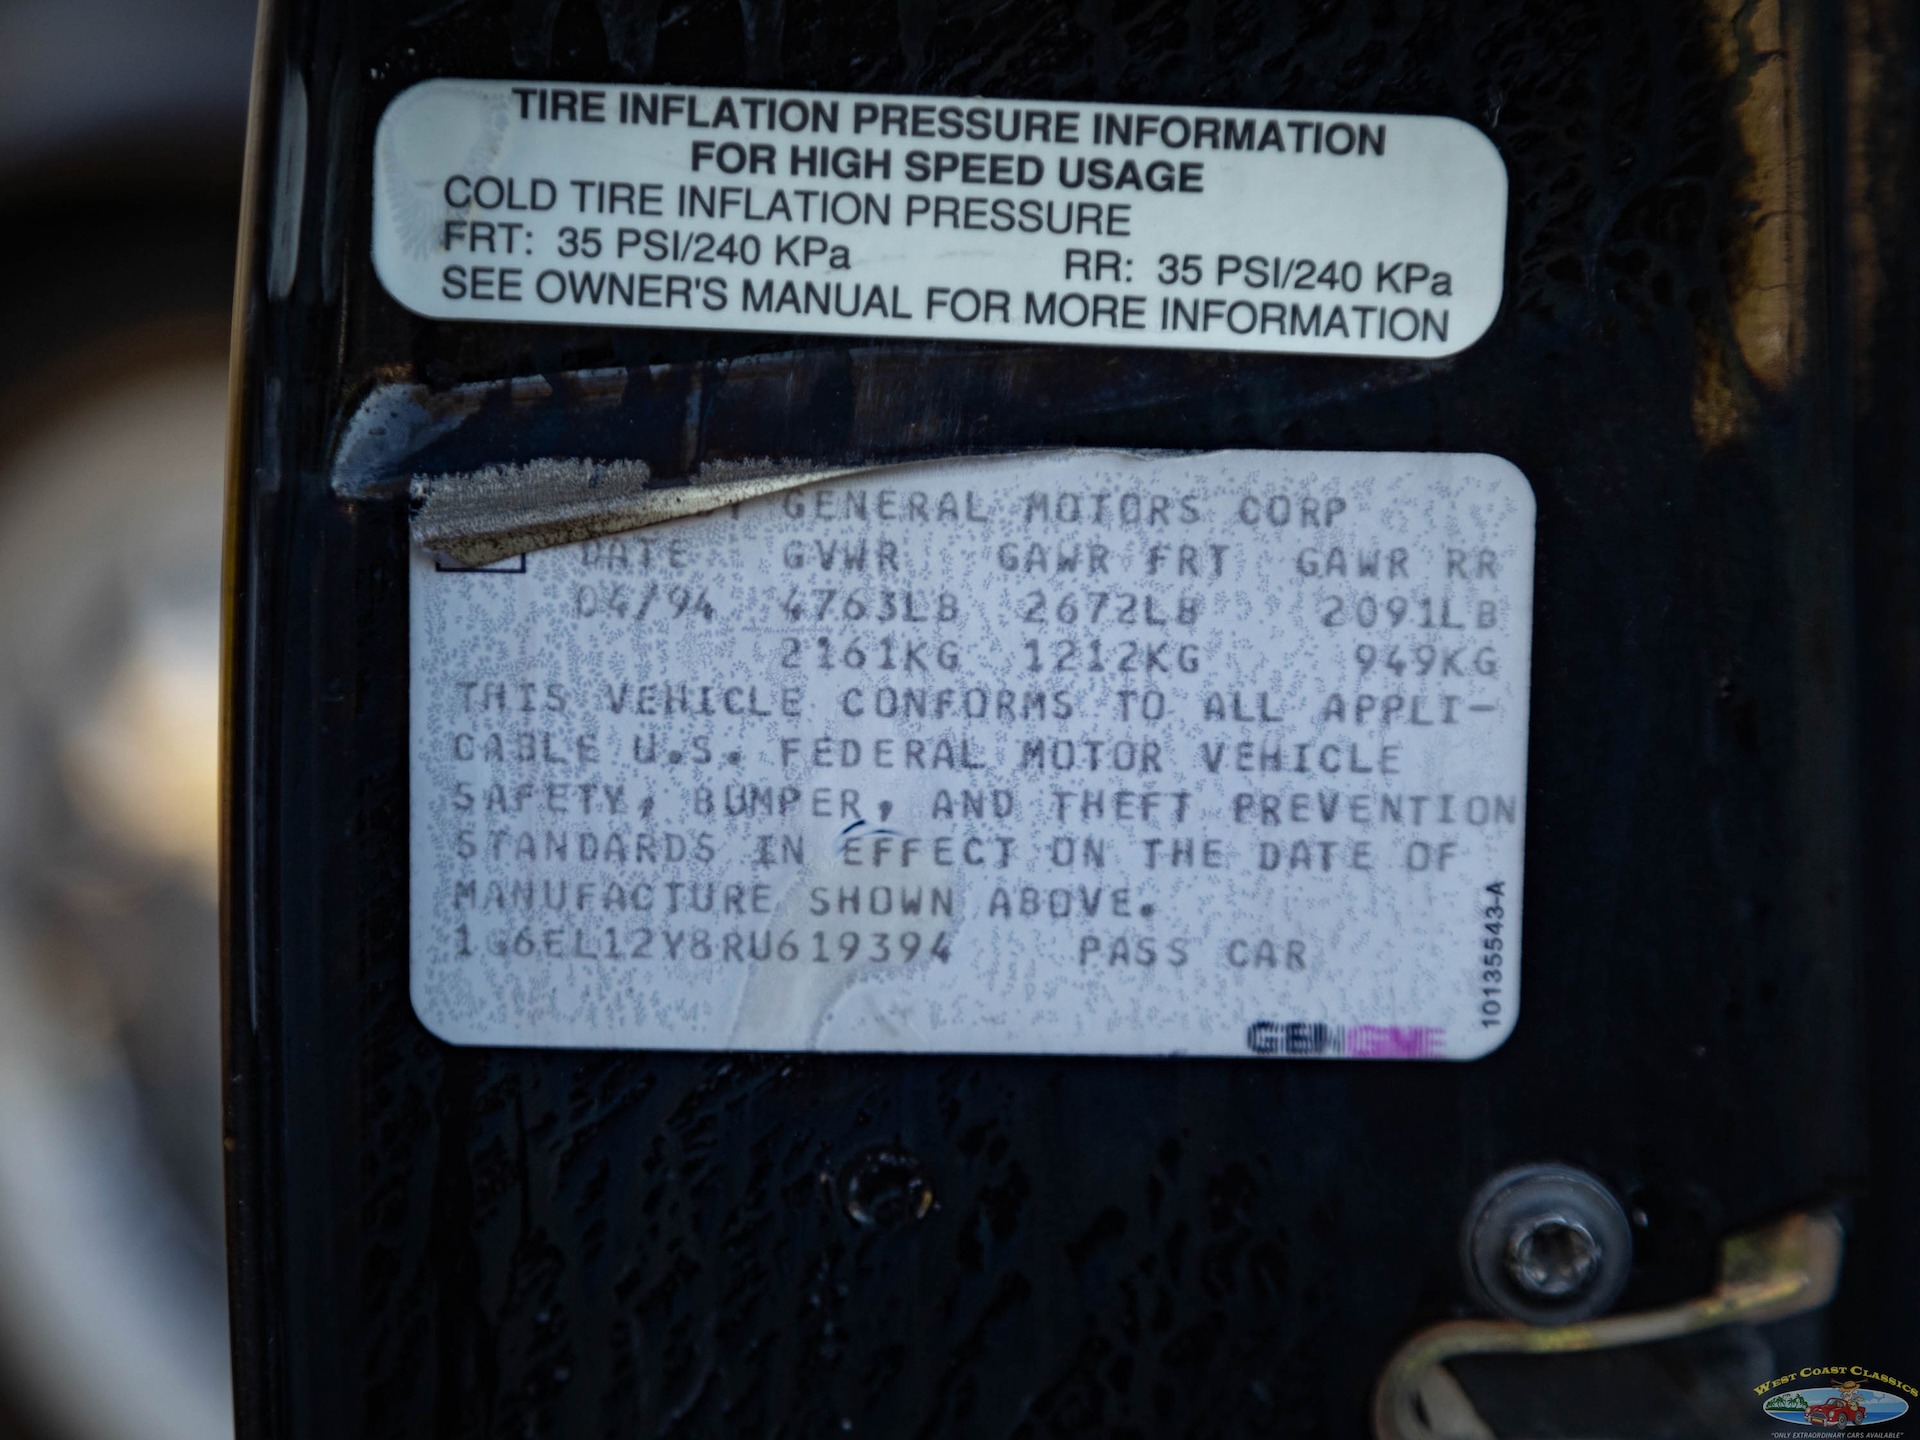 TIRE INFLATION PRESSURE INFORMATION
FOR HIGH SPEED USAGE
COLD TIRE INFLATION PRESSURE
FRT: 35 PSI/240 KPa RR: 35 PSI/240 KPa
SEE OWNER'S MANUAL FOR MORE INFORMATION
GENERAL MOTORS CORP
DATE GVWR GAWR FRT GAWR RR
04/94 4763LB 2672LB 2091LB
2161KG 1212KG 949KG
THIS VEHICLE CONFORMS TO ALL APPLI-
CABLE U.S. FEDERAL MOTOR VEHICLE
SAFETY, BUMPER, AND THEFT PREVENTION
STANDARDS IN EFFECT ON THE DATE OF
MANUFACTURE SHOWN ABOVE.
1G6EL12Y8RU619394 PASS CAR
10135543-A
WEST COAST CLASSICS
"ONLY EXTRAORDINARY CARS AVAILABLE"